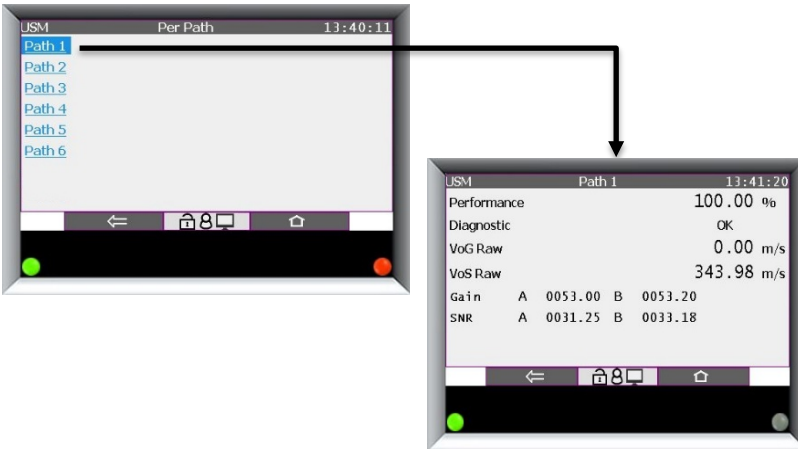 USM Per Path 13:40:11
Path 1
Path 2
Path 3
Path 4
Path 5
Path 6
USM Path 1 13:41:20
Performance 100.00 %
Diagnostic OK
VoG Raw 0.00 m/s
VoS Raw 343.98 m/s
Gain A 0053.00 B 0053.20
SNR A 0031.25 B 0033.18